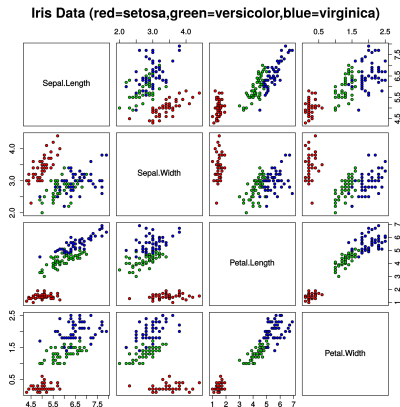 Iris Data (red=setosa,green=versicolor,blue=virginica)
2.0 3.0 4.0 0.5 1.5 2.5
Sepal.Length
4.5 5.5 6.5 7.5
Sepal.Width
2.0 3.0 4.0
Petal.Length
1 2 3 4 5 6 7
Petal.Width
0.5 1.5 2.5
4.5 5.5 6.5 7.5 1 2 3 4 5 6 7